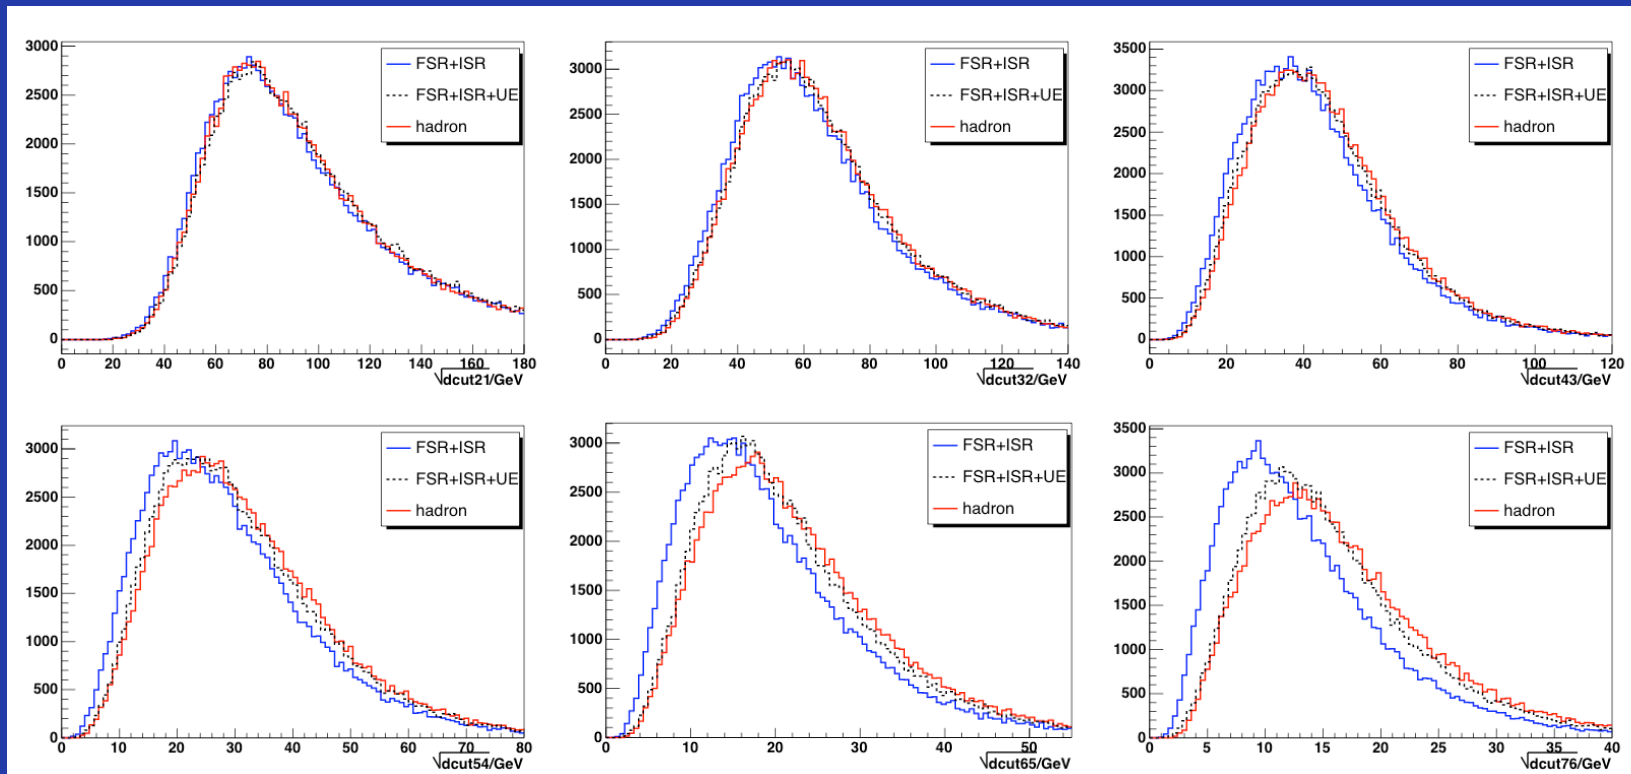 3000
2500
2000
1500
1000
500
0
0 20 40 60 80 100 120 140 160 180
√dcut21/GeV
FSR+ISR
FSR+ISR+UE
hadron
3000
2500
2000
1500
1000
500
0
0 20 40 60 80 100 120 140
√dcut32/GeV
FSR+ISR
FSR+ISR+UE
hadron
3500
3000
2500
2000
1500
1000
500
0
0 20 40 60 80 100 120
√dcut43/GeV
FSR+ISR
FSR+ISR+UE
hadron
3000
2500
2000
1500
1000
500
0
0 10 20 30 40 50 60 70 80
√dcut54/GeV
FSR+ISR
FSR+ISR+UE
hadron
3000
2500
2000
1500
1000
500
0
0 10 20 30 40 50
√dcut65/GeV
FSR+ISR
FSR+ISR+UE
hadron
3500
3000
2500
2000
1500
1000
500
0
0 5 10 15 20 25 30 35 40
√dcut76/GeV
FSR+ISR
FSR+ISR+UE
hadron